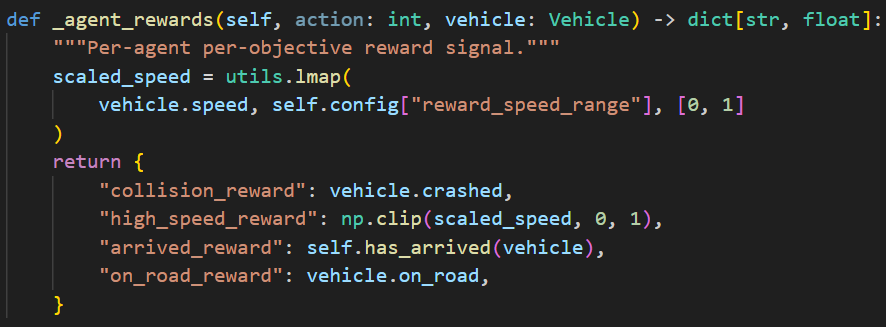 def _agent_rewards(self, action: int, vehicle: Vehicle) -> dict[str, float]:
    """Per-agent per-objective reward signal."""
    scaled_speed = utils.lmap(
        vehicle.speed, self.config["reward_speed_range"], [0, 1]
    )
    return {
        "collision_reward": vehicle.crashed,
        "high_speed_reward": np.clip(scaled_speed, 0, 1),
        "arrived_reward": self.has_arrived(vehicle),
        "on_road_reward": vehicle.on_road,
    }